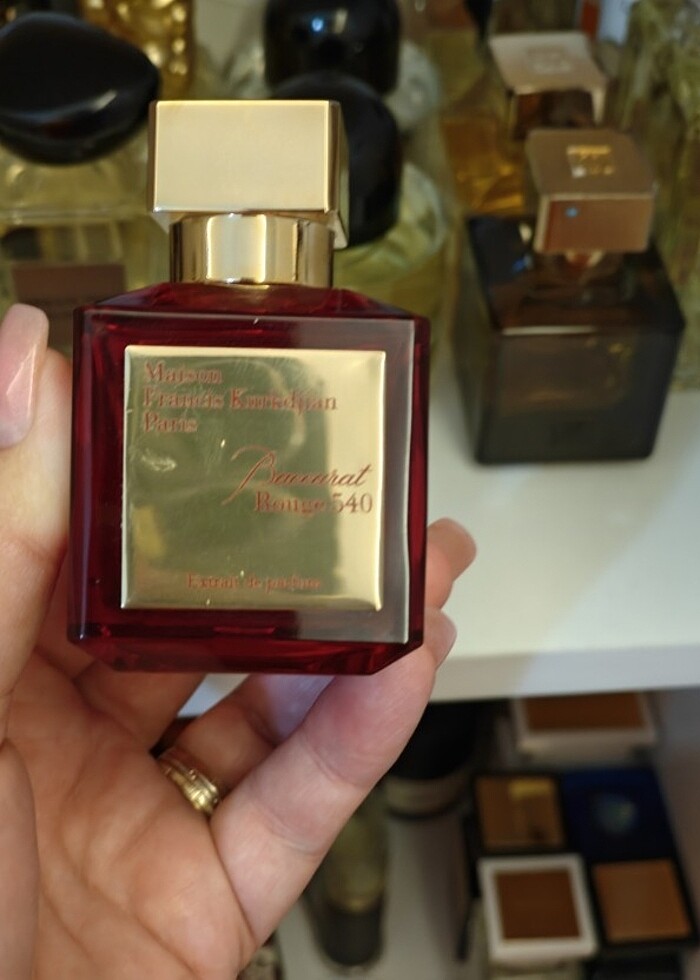 Maison
Francis Kurkdjian
Paris
Baccarat
Rouge 540
Extrait de parfum